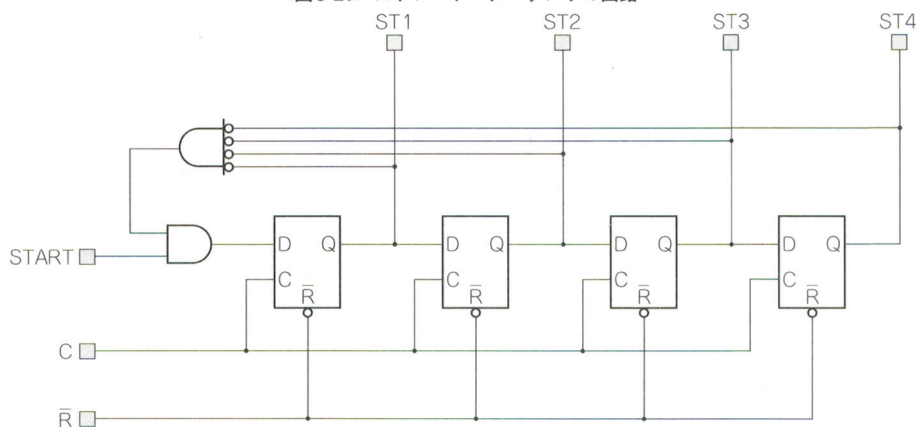 ST1 ST2 ST3 ST4
D Q D Q D Q D Q
START
C C C C
R̅ R̅ R̅ R̅
C
R̅